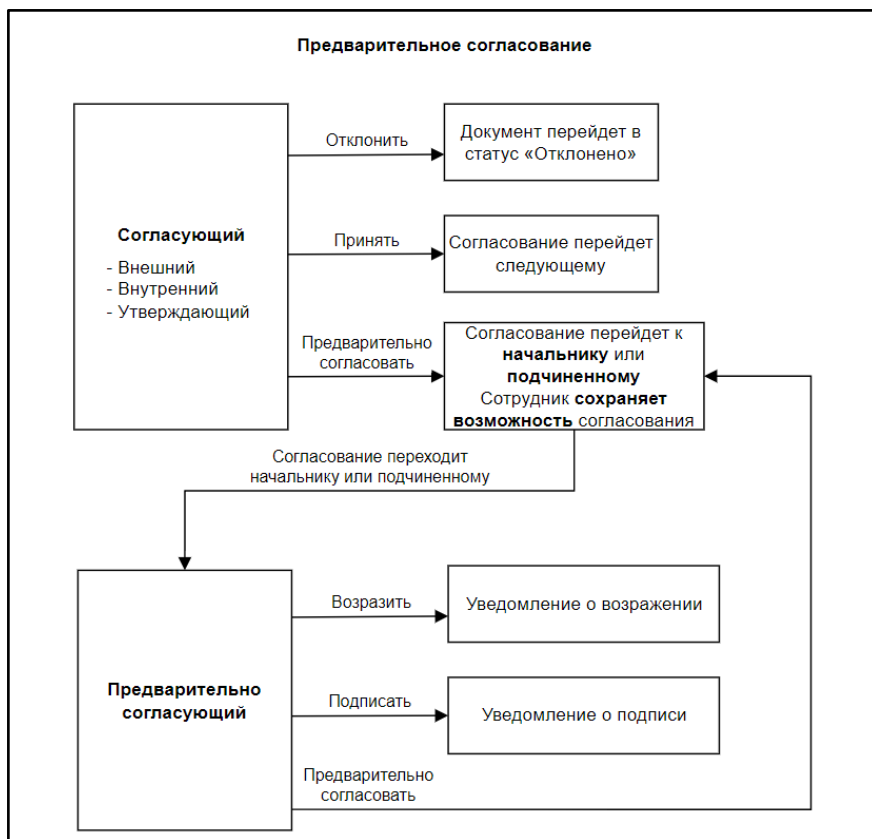 Предварительное согласование
Отклонить
Документ перейдет в
статус «Отклонено»
Согласующий
- Внешний
- Внутренний
- Утверждающий
Принять
Согласование перейдет
следующему
Предварительно
согласовать
Согласование перейдет к
начальнику или
подчиненному
Сотрудник сохраняет
возможность согласования
Согласование переходит
начальнику или подчиненному
Предварительно
согласующий
Возразить
Уведомление о возражении
Подписать
Уведомление о подписи
Предварительно
согласовать